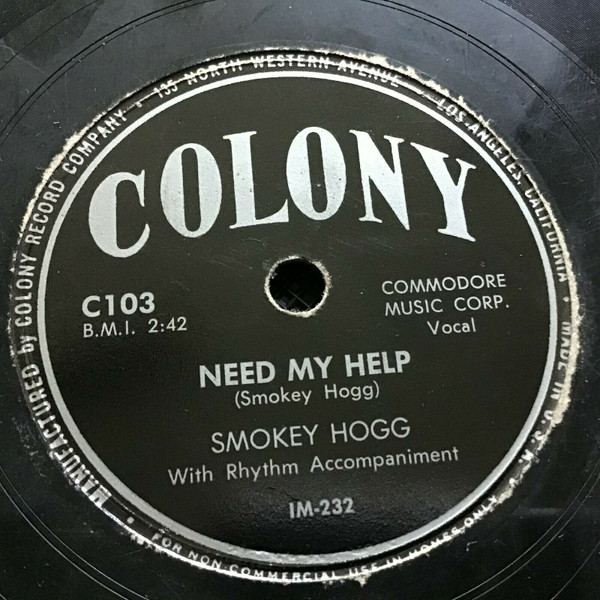 MANUFACTURED by COLONY RECORD COMPANY • 135 NORTH WESTERN AVENUE • LOS ANGELES, CALIFORNIA • MADE IN U.S.A.
COLONY
C103
B.M.I. 2:42
COMMODORE
MUSIC CORP.
Vocal
NEED MY HELP
(Smokey Hogg)
SMOKEY HOGG
With Rhythm Accompaniment
IM-232
• FOR NON COMMERCIAL USE IN HOMES ONLY •